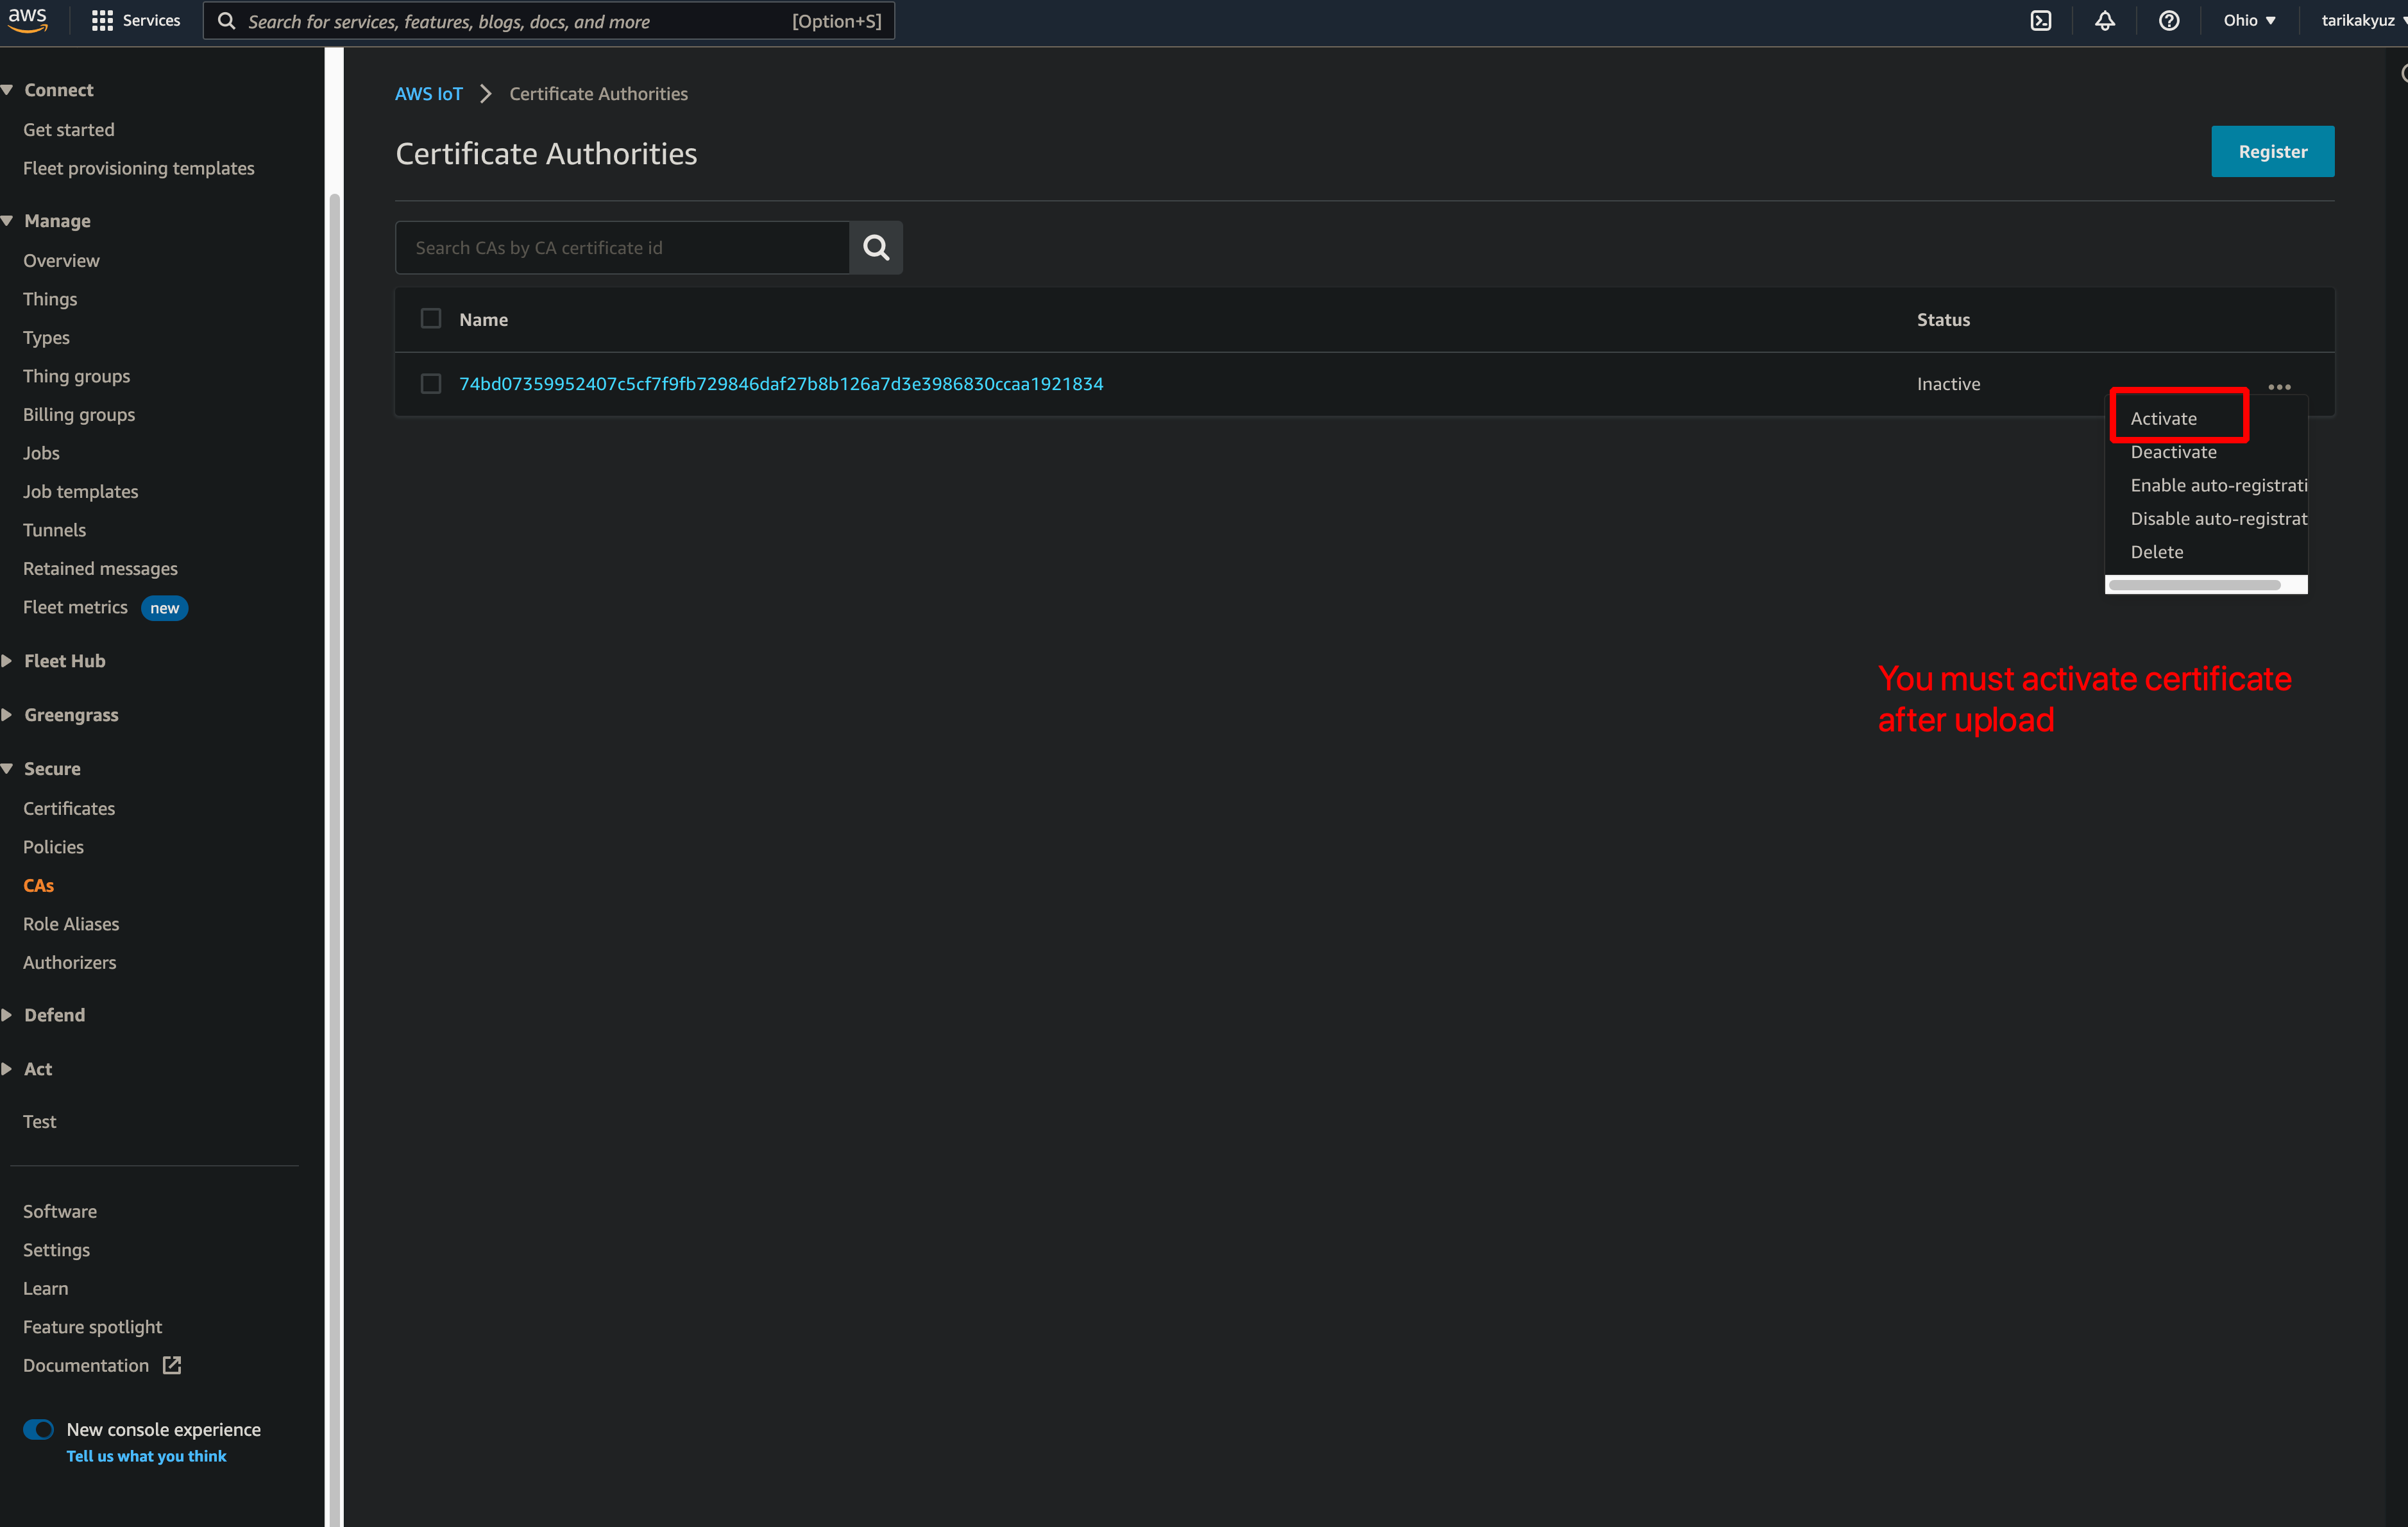 aws
Services
Search for services, features, blogs, docs, and more [Option+S]
Ohio
tarikakyuz
Connect
Get started
Fleet provisioning templates
Manage
Overview
Things
Types
Thing groups
Billing groups
Jobs
Job templates
Tunnels
Retained messages
Fleet metrics new
Fleet Hub
Greengrass
Secure
Certificates
Policies
CAs
Role Aliases
Authorizers
Defend
Act
Test
Software
Settings
Learn
Feature spotlight
Documentation
New console experience
Tell us what you think
AWS IoT > Certificate Authorities
Certificate Authorities
Register
Search CAs by CA certificate id
Name Status
74bd07359952407c5cf7f9fb729846daf27b8b126a7d3e3986830ccaa1921834 Inactive
Activate
Deactivate
Enable auto-registrati
Disable auto-registrat
Delete
You must activate certificate
after upload